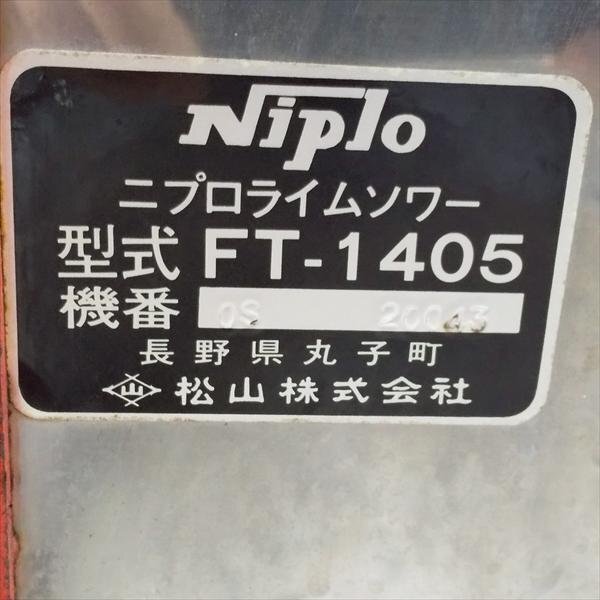 Niplo
ニプロライムソワー
型式 FT-1405
機番 0S 20043
長野県丸子町
山 松山株式会社